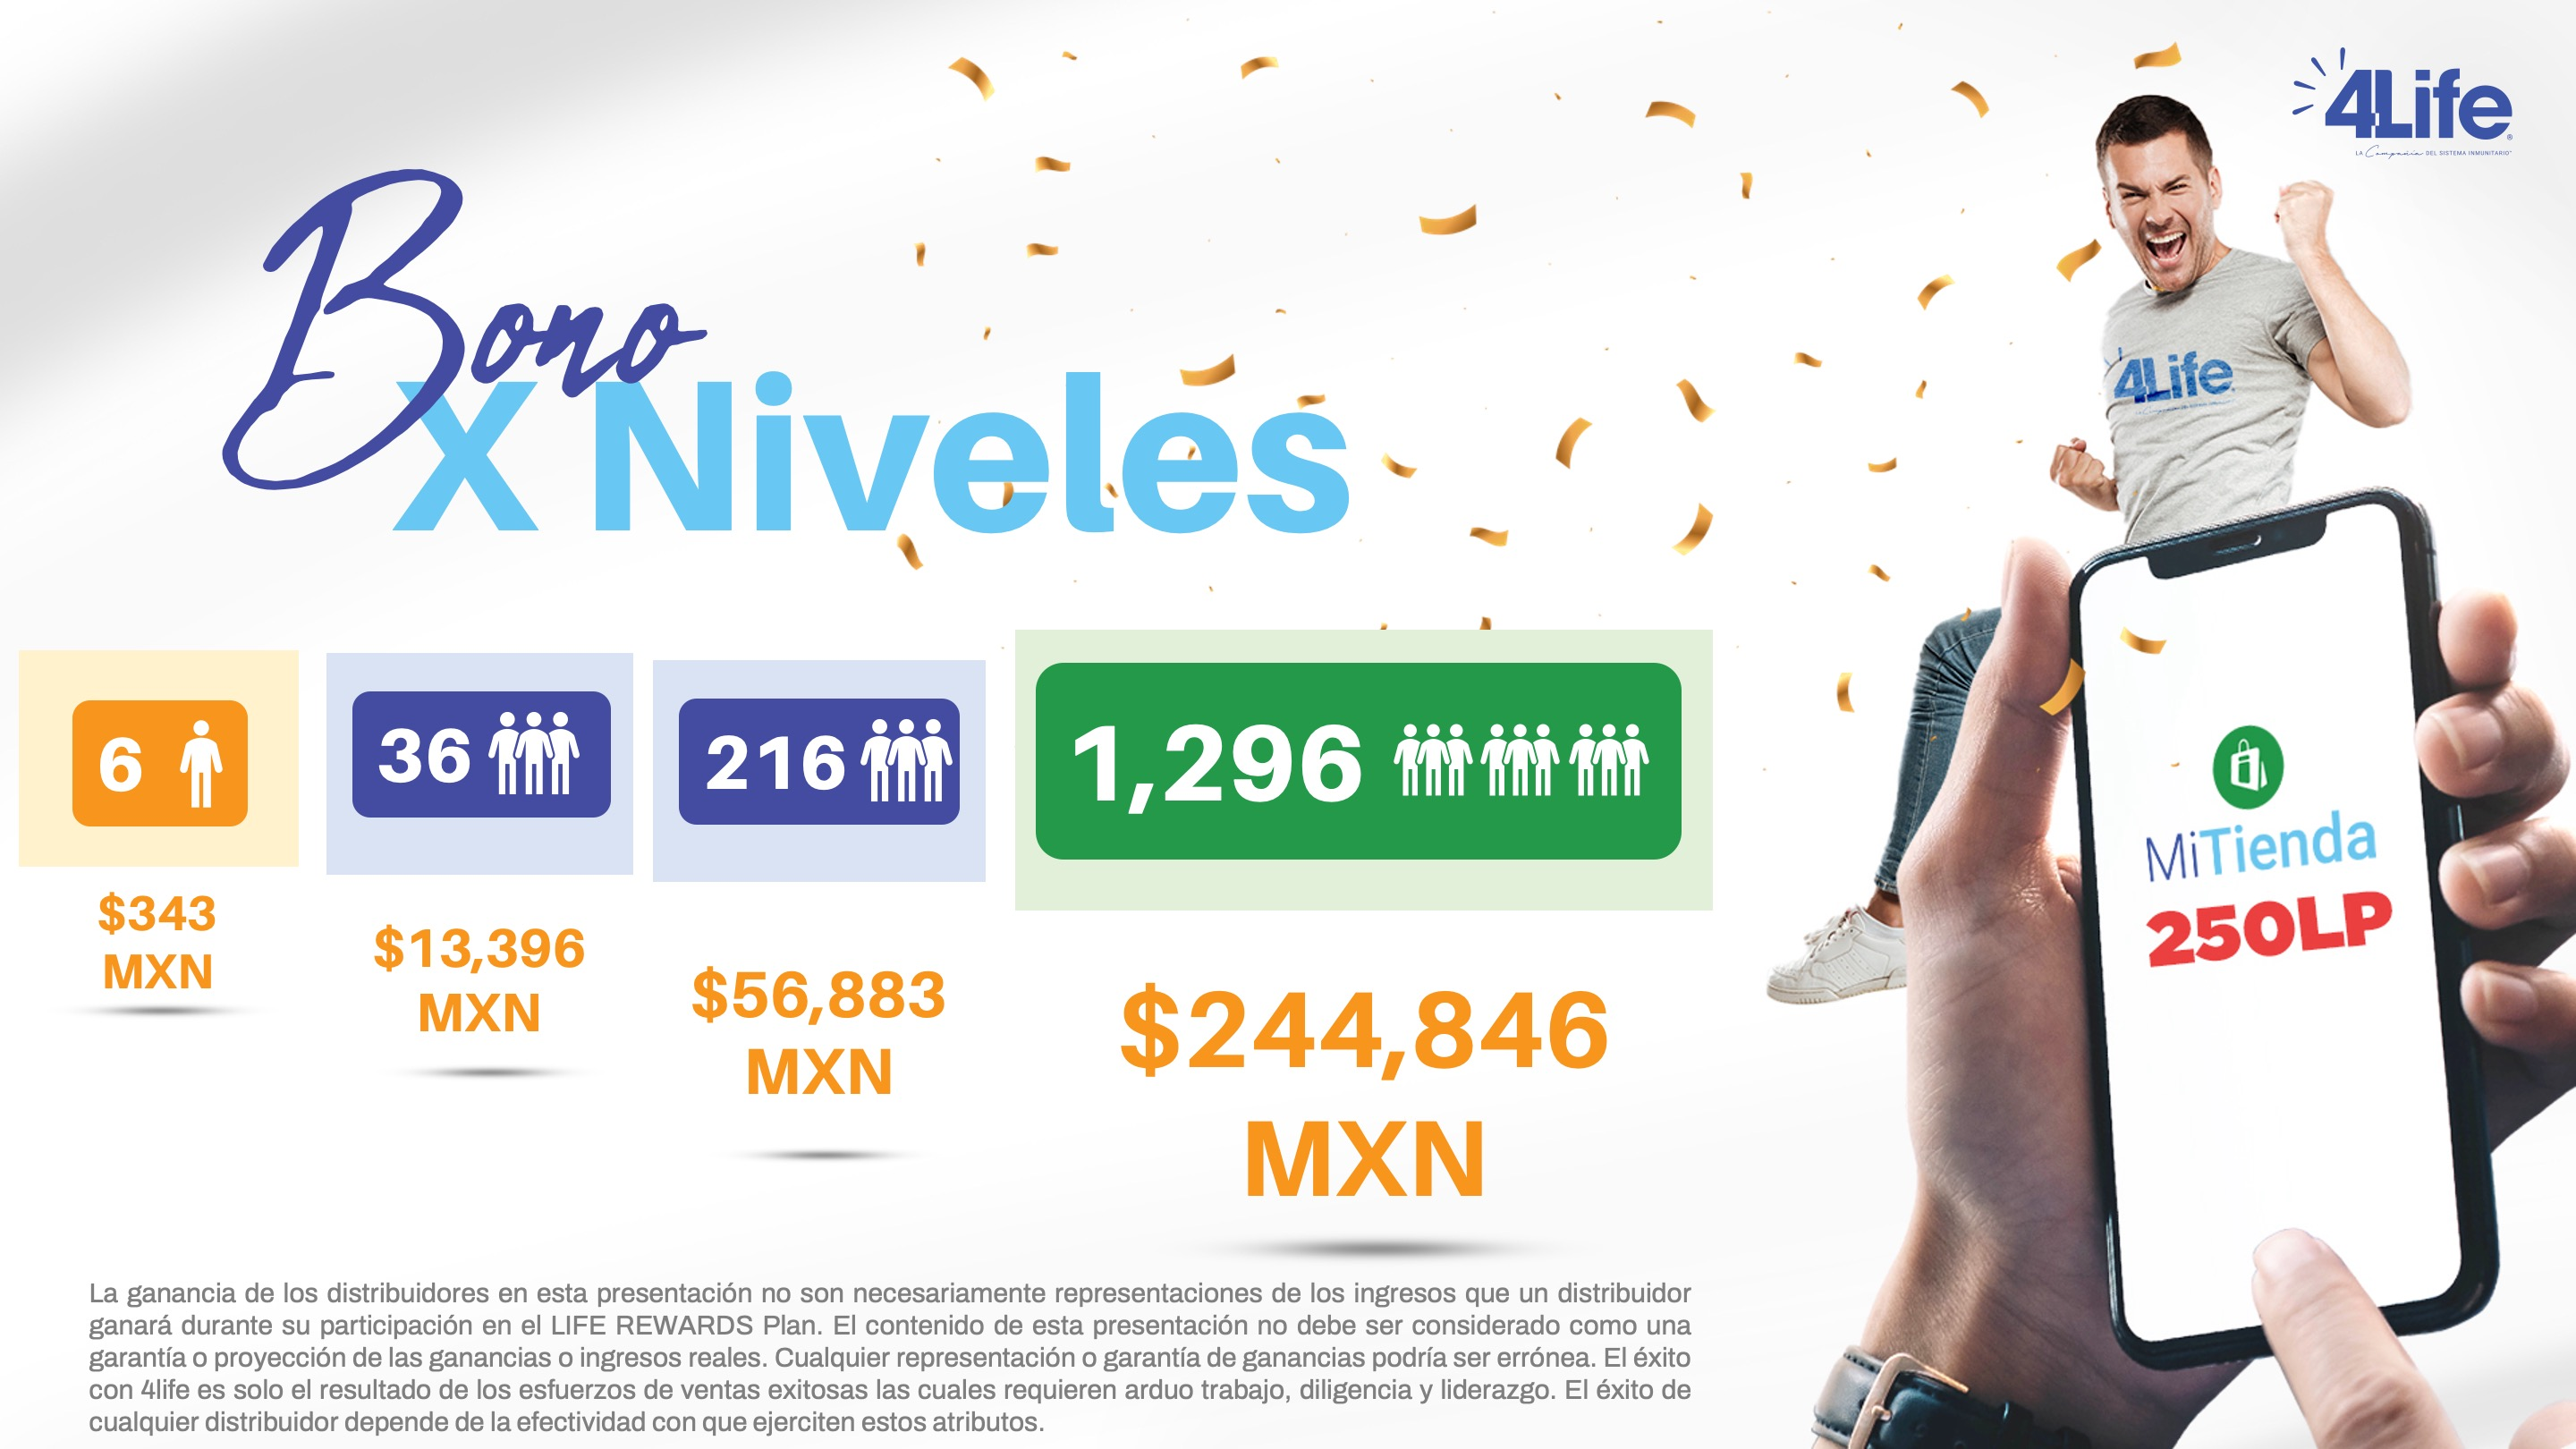 4Life®
LA Compañía DEL SISTEMA INMUNITARIO™
Bono
X Niveles
4Life
6
36
216
1,296
$343
MXN
$13,396
MXN
$56,883
MXN
$244,846
MXN
MiTienda
250LP
La ganancia de los distribuidores en esta presentación no son necesariamente representaciones de los ingresos que un distribuidor
ganará durante su participación en el LIFE REWARDS Plan. El contenido de esta presentación no debe ser considerado como una
garantía o proyección de las ganancias o ingresos reales. Cualquier representación o garantía de ganancias podría ser errónea. El éxito
con 4life es solo el resultado de los esfuerzos de ventas exitosas las cuales requieren arduo trabajo, diligencia y liderazgo. El éxito de
cualquier distribuidor depende de la efectividad con que ejerciten estos atributos.